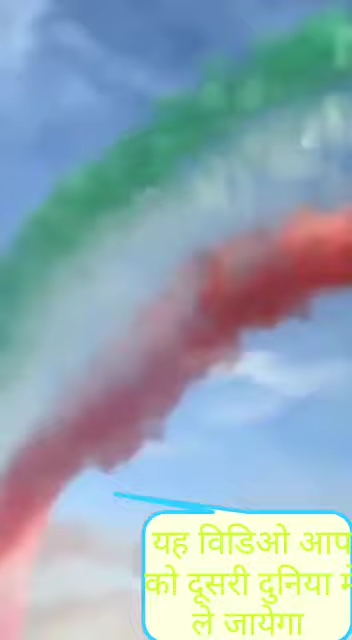 यह विडिओ आप
को दूसरी दुनिया में
ले जायेगा